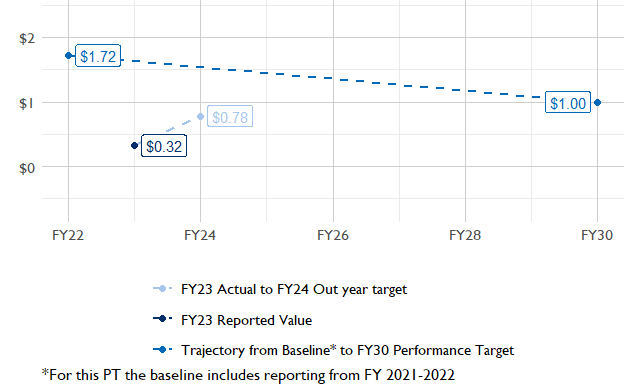 $2
$1.72
$1.00
$1
$0.78
$0.32
$0
FY22 FY24 FY26 FY28 FY30
FY23 Actual to FY24 Out year target
FY23 Reported Value
Trajectory from Baseline* to FY30 Performance Target
*For this PT the baseline includes reporting from FY 2021-2022